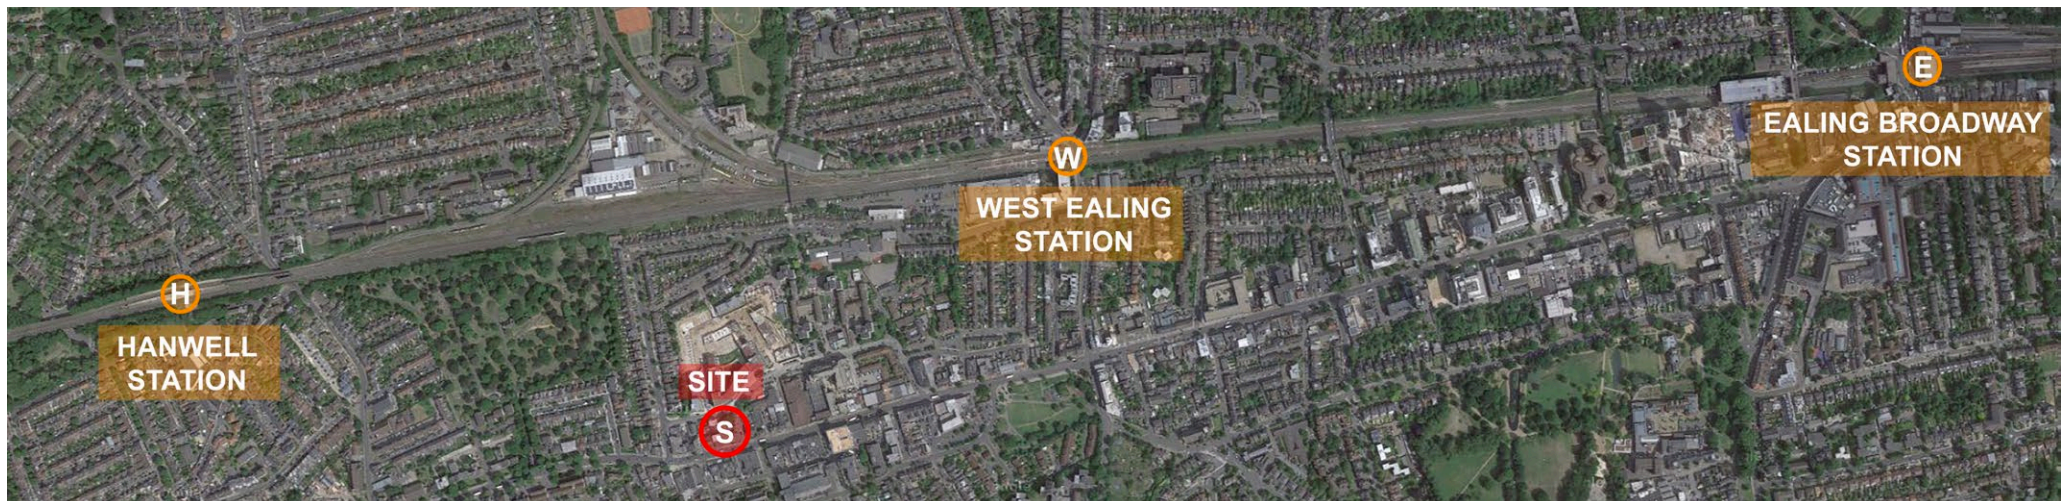 E
EALING BROADWAY
STATION
W
WEST EALING
STATION
H
HANWELL
STATION
SITE
S